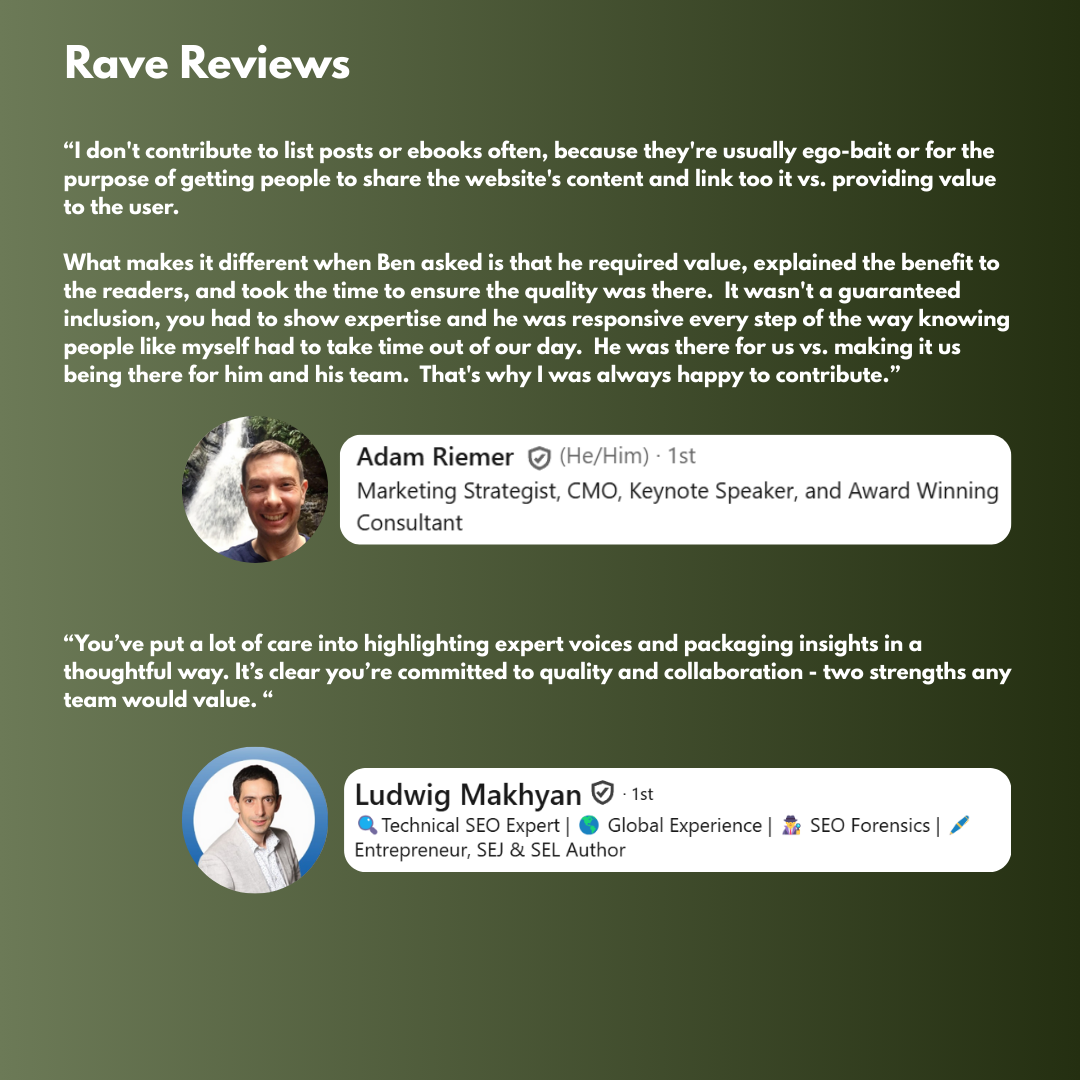 Rave Reviews
“I don't contribute to list posts or ebooks often, because they're usually ego-bait or for the
purpose of getting people to share the website's content and link too it vs. providing value
to the user.
What makes it different when Ben asked is that he required value, explained the benefit to
the readers, and took the time to ensure the quality was there.  It wasn't a guaranteed
inclusion, you had to show expertise and he was responsive every step of the way knowing
people like myself had to take time out of our day.  He was there for us vs. making it us
being there for him and his team.  That's why I was always happy to contribute.”
Adam Riemer (He/Him) · 1st
Marketing Strategist, CMO, Keynote Speaker, and Award Winning
Consultant
“You’ve put a lot of care into highlighting expert voices and packaging insights in a
thoughtful way. It’s clear you’re committed to quality and collaboration - two strengths any
team would value. “
Ludwig Makhyan · 1st
🔍Technical SEO Expert | 🌎 Global Experience | 🕵️ SEO Forensics | 🖌️
Entrepreneur, SEJ & SEL Author